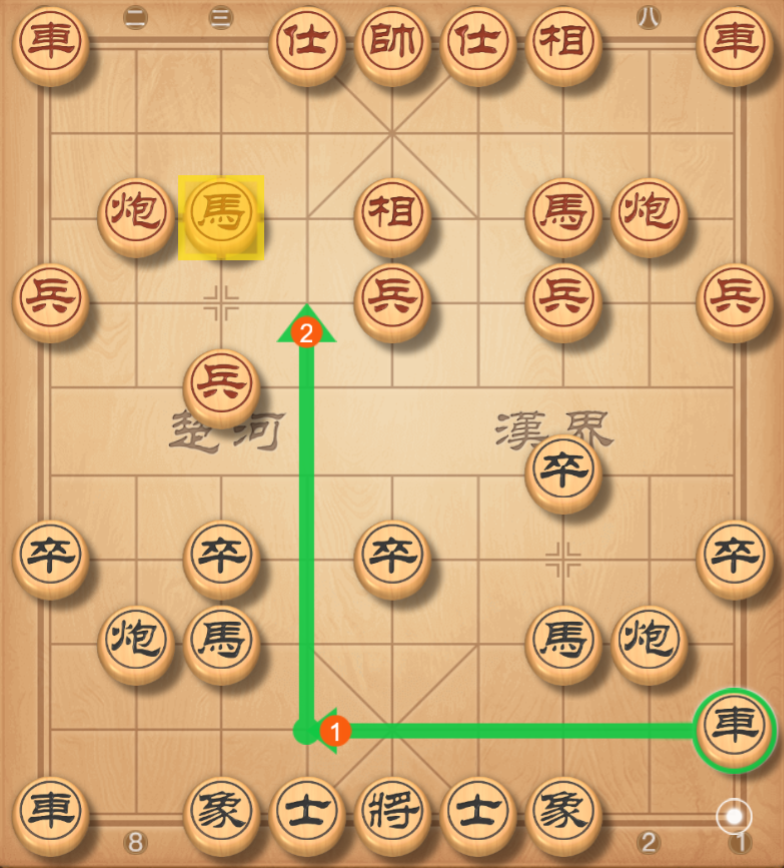 車 仕 帥 仕 相 車
二 三 八
炮 馬 相 馬 炮
兵 兵 兵 兵
2
兵
楚河 漢界
卒
卒 卒 卒 卒
炮 馬 馬 炮
1 車
車 象 士 將 士 象
8 2 1